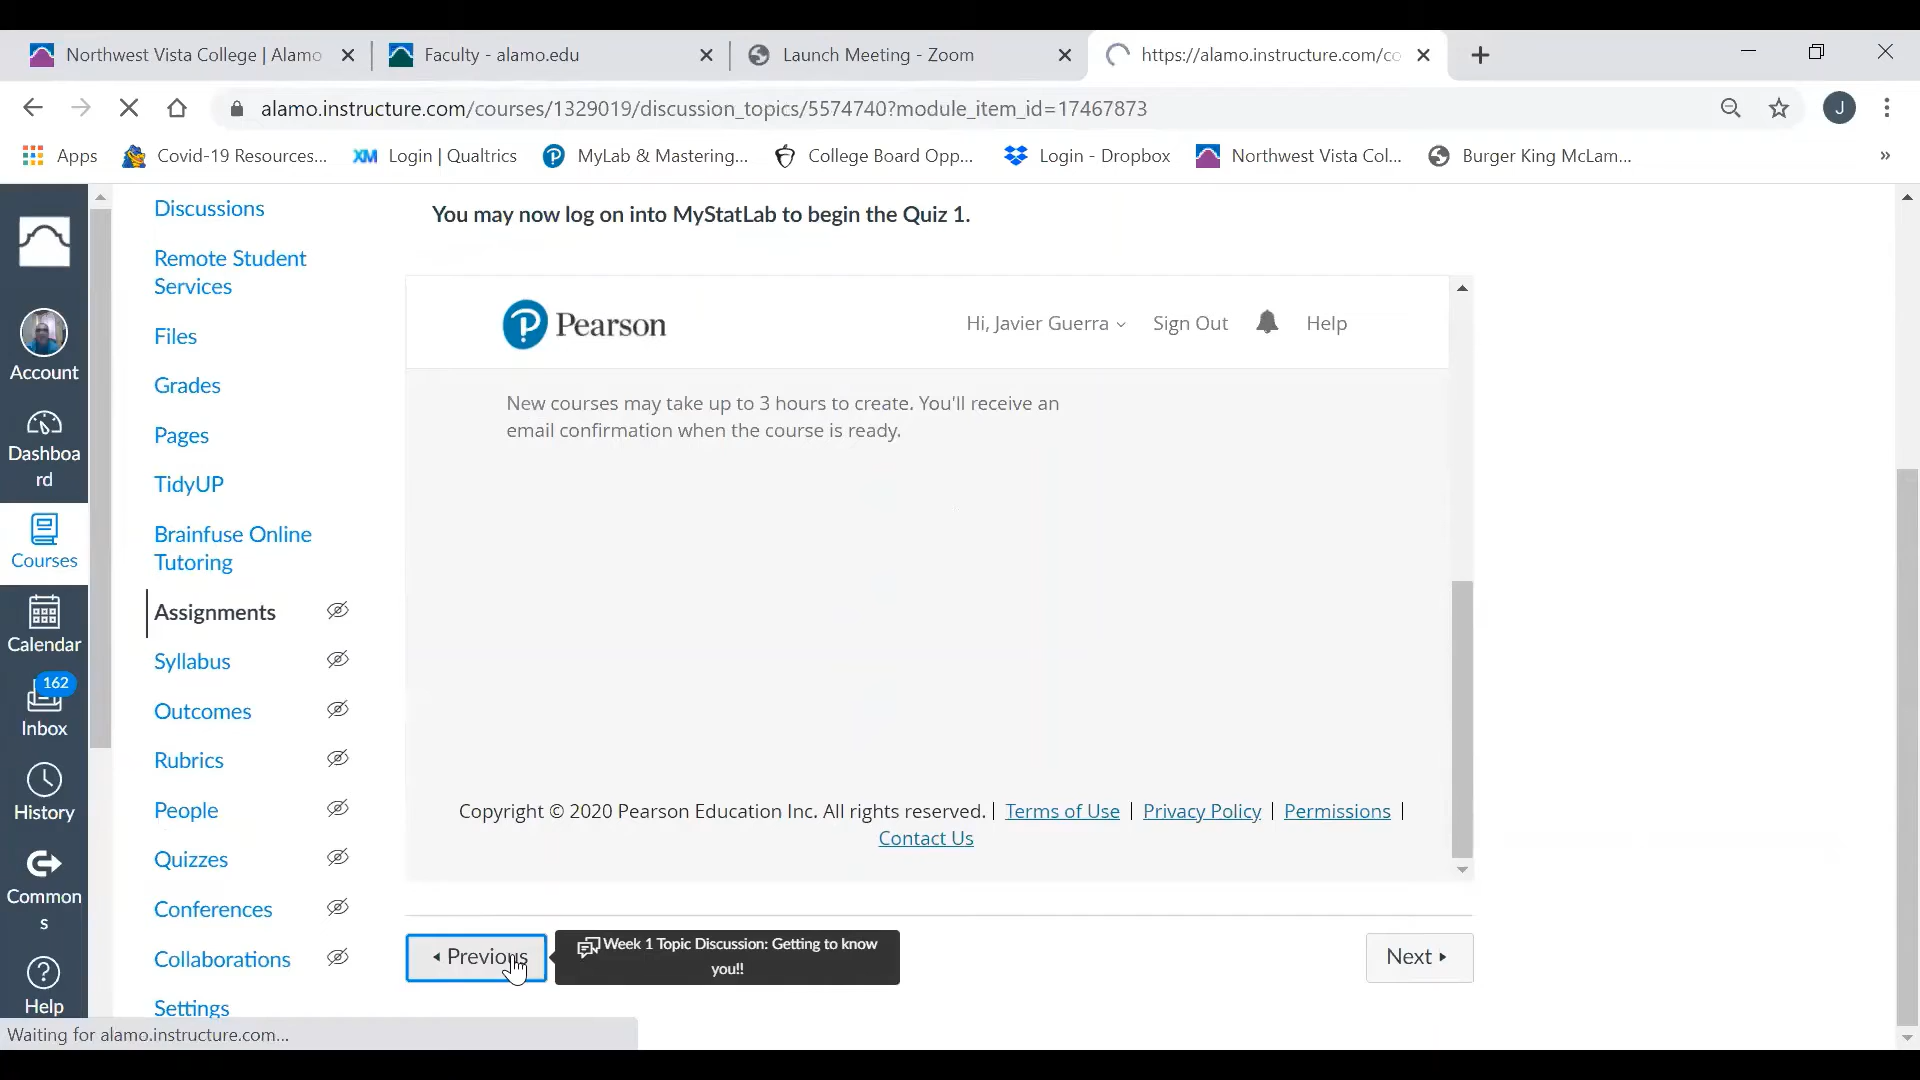 Northwest Vista College | Alamo
Faculty - alamo.edu
Launch Meeting - Zoom
https://alamo.instructure.com/co
alamo.instructure.com/courses/1329019/discussion_topics/5574740?module_item_id=17467873
J
Apps
Covid-19 Resources...
XM Login | Qualtrics
MyLab & Mastering...
College Board Opp...
Login - Dropbox
Northwest Vista Col...
Burger King McLam...
»
Account
Dashboa
rd
Courses
Calendar
162
Inbox
History
Common
s
Help
Discussions
Remote Student
Services
Files
Grades
Pages
TidyUP
Brainfuse Online
Tutoring
Assignments
Syllabus
Outcomes
Rubrics
People
Quizzes
Conferences
Collaborations
Settings
You may now log on into MyStatLab to begin the Quiz 1.
P Pearson
Hi, Javier Guerra
Sign Out
Help
New courses may take up to 3 hours to create. You'll receive an
email confirmation when the course is ready.
Copyright © 2020 Pearson Education Inc. All rights reserved. | Terms of Use | Privacy Policy | Permissions |
Contact Us
Previous
Week 1 Topic Discussion: Getting to know
you!!
Next
Waiting for alamo.instructure.com...